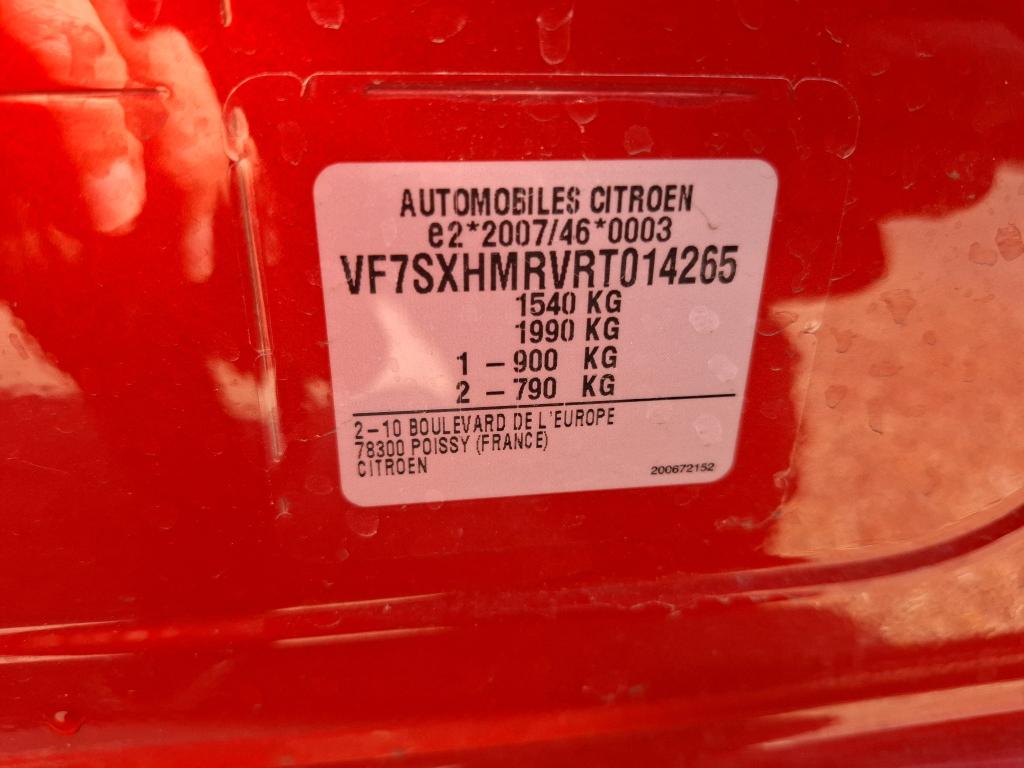 AUTOMOBILES CITROEN
e2*2007/46*0003
VF7SXHMRVRT014265
1540 KG
1990 KG
1 – 900 KG
2 – 790 KG
2–10 BOULEVARD DE L'EUROPE
78300 POISSY (FRANCE)
CITROEN
200672152